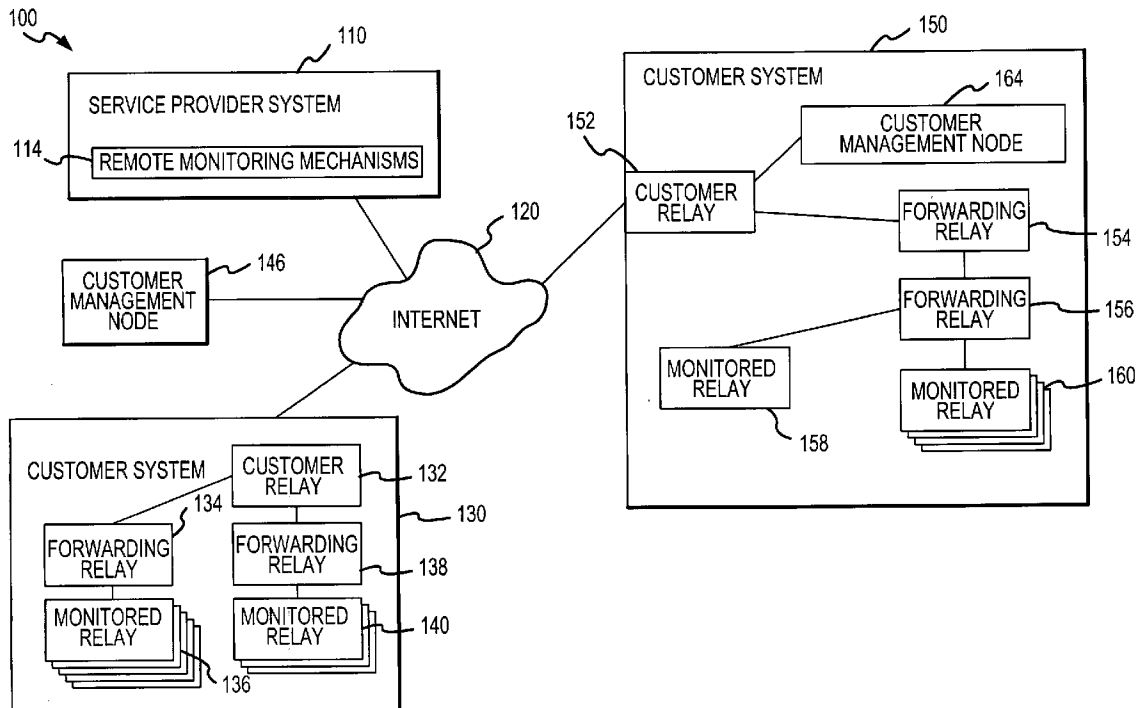 100
110
SERVICE PROVIDER SYSTEM
114
REMOTE MONITORING MECHANISMS
120
INTERNET
146
CUSTOMER
MANAGEMENT
NODE
150
CUSTOMER SYSTEM
164
CUSTOMER
MANAGEMENT NODE
152
CUSTOMER
RELAY
FORWARDING
RELAY
154
FORWARDING
RELAY
156
MONITORED
RELAY
158
MONITORED
RELAY
160
CUSTOMER SYSTEM
CUSTOMER
RELAY
132
134
130
FORWARDING
RELAY
FORWARDING
RELAY
138
MONITORED
RELAY
136
MONITORED
RELAY
140